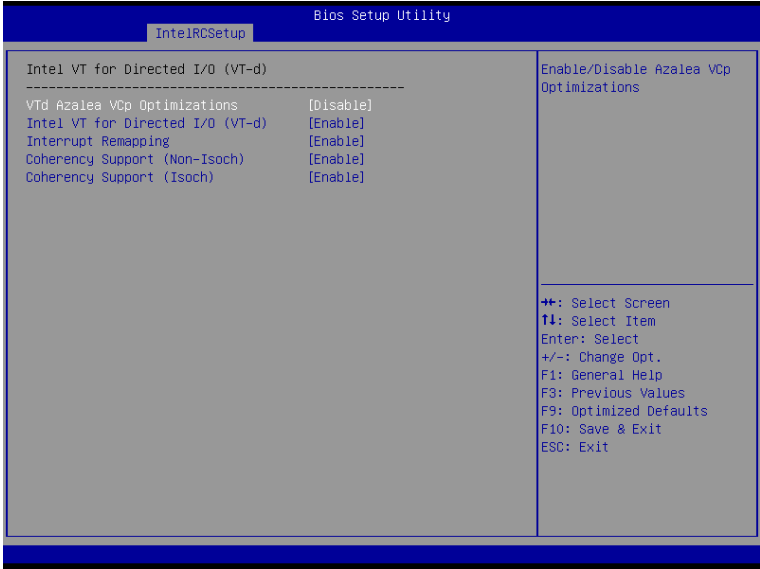 Bios Setup Utility
IntelRCSetup
Intel VT for Directed I/O (VT-d)
--------------------------------------------------
VTd Azalea VCp Optimizations [Disable]
Intel VT for Directed I/O (VT-d) [Enable]
Interrupt Remapping [Enable]
Coherency Support (Non-Isoch) [Enable]
Coherency Support (Isoch) [Enable]
Enable/Disable Azalea VCp
Optimizations
→←: Select Screen
↑↓: Select Item
Enter: Select
+/-: Change Opt.
F1: General Help
F3: Previous Values
F9: Optimized Defaults
F10: Save & Exit
ESC: Exit